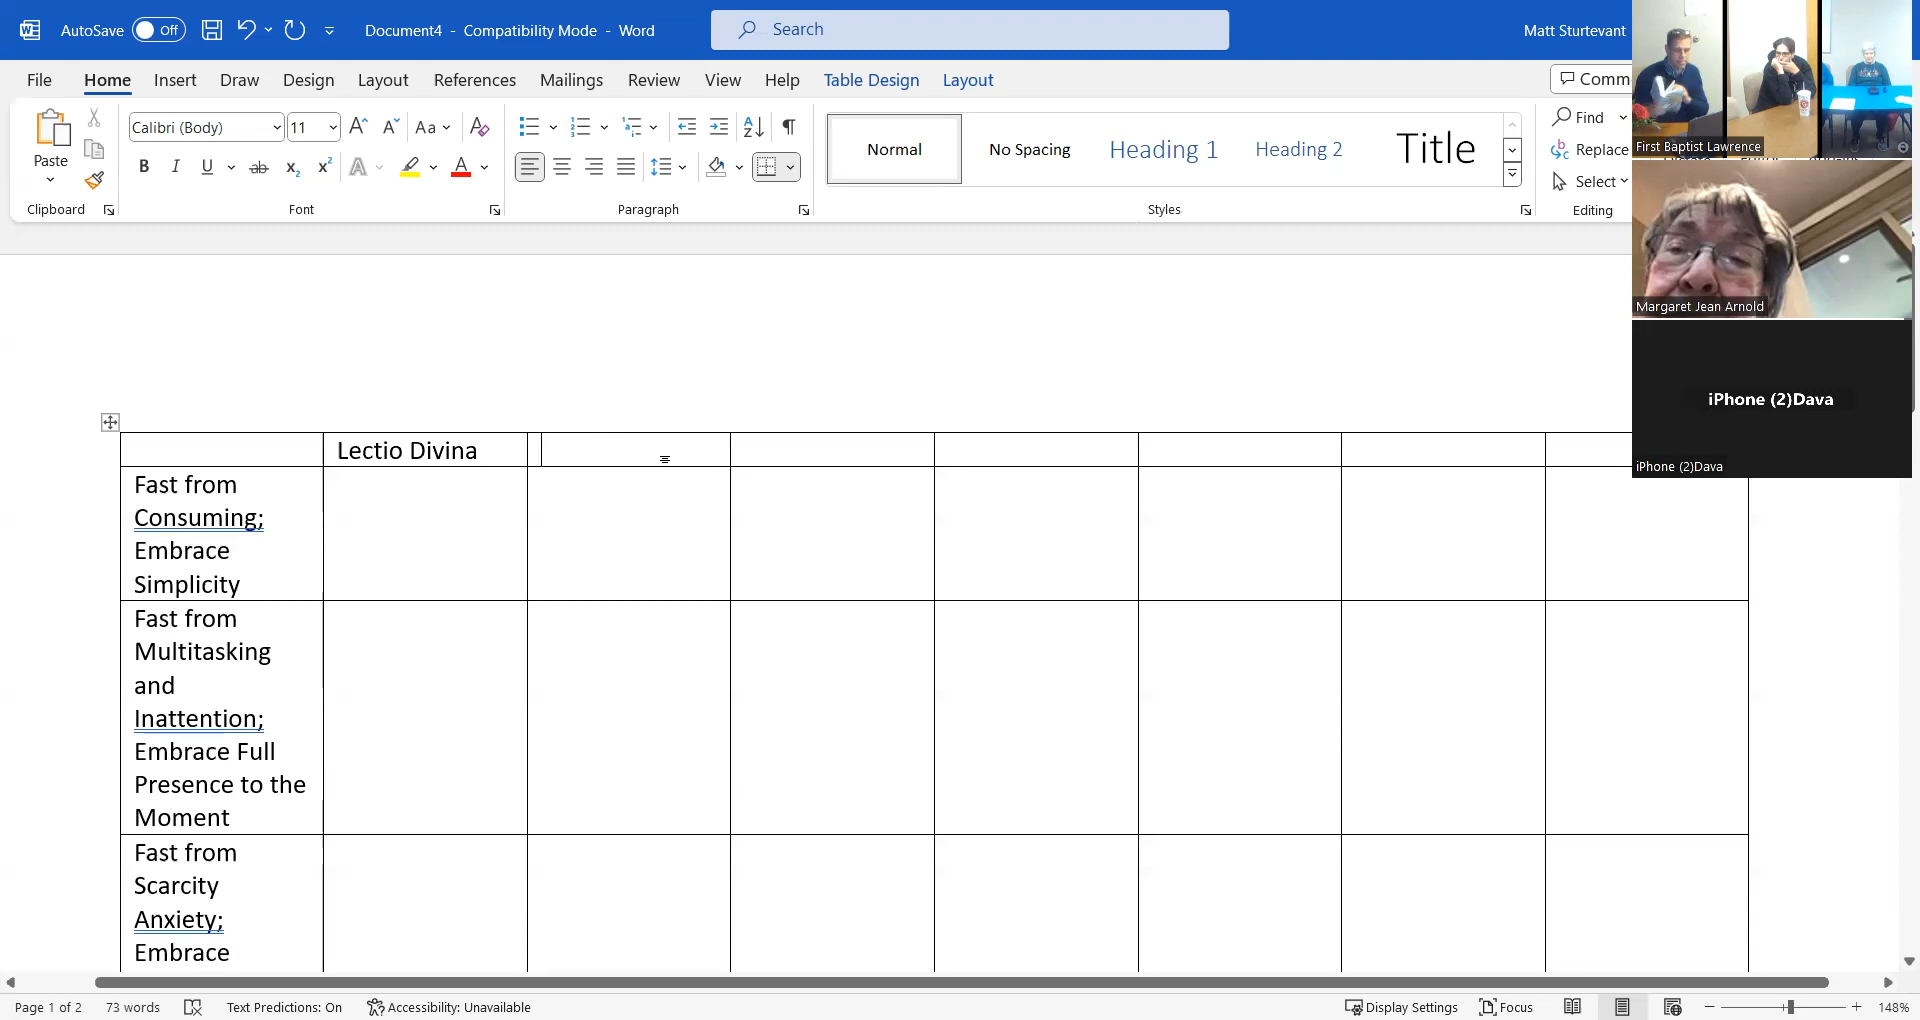 AutoSave Off Document4 - Compatibility Mode - Word Search Matt Sturtevant
File Home Insert Draw Design Layout References Mailings Review View Help Table Design Layout Comm
Paste
Clipboard
Calibri (Body) 11
Font
Paragraph
Normal No Spacing Heading 1 Heading 2 Title
Styles
Find
Replace
Select
Editing
First Baptist Lawrence
Margaret Jean Arnold
iPhone (2)Dava
iPhone (2)Dava
Lectio Divina
Fast from
Consuming;
Embrace
Simplicity
Fast from
Multitasking
and
Inattention;
Embrace Full
Presence to the
Moment
Fast from
Scarcity
Anxiety;
Embrace
Page 1 of 2 73 words Text Predictions: On Accessibility: Unavailable Display Settings Focus 148%